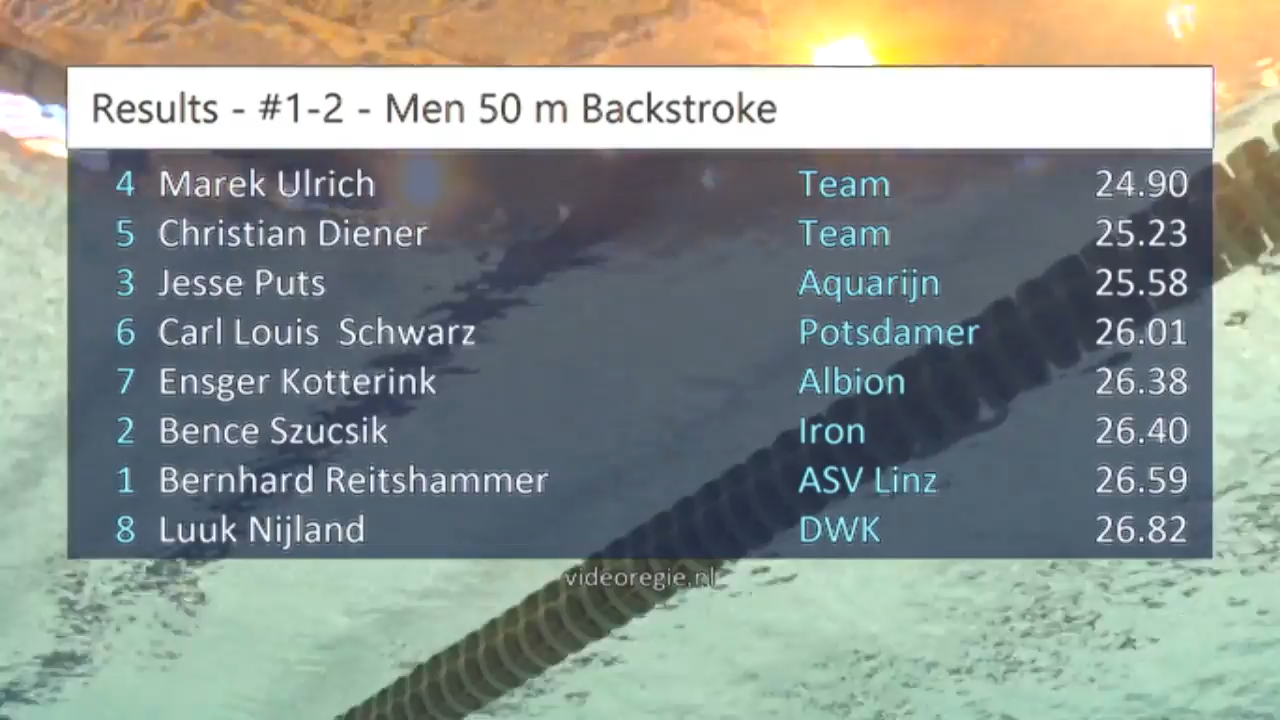 Results - #1-2 - Men 50 m Backstroke
4 Marek Ulrich Team 24.90
5 Christian Diener Team 25.23
3 Jesse Puts Aquarijn 25.58
6 Carl Louis  Schwarz Potsdamer 26.01
7 Ensger Kotterink Albion 26.38
2 Bence Szucsik Iron 26.40
1 Bernhard Reitshammer ASV Linz 26.59
8 Luuk Nijland DWK 26.82
videoregie.nl